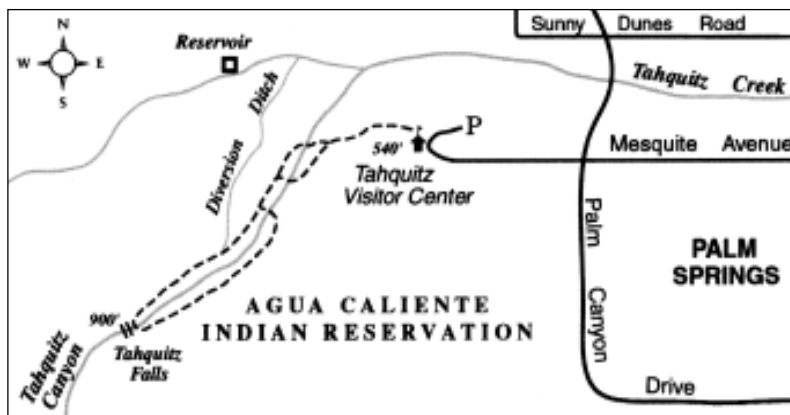 Sunny Dunes Road
N
W E
S
Reservoir
Tahquitz Creek
Ditch
Diversion
P
540'
Mesquite Avenue
Tahquitz
Visitor Center
Palm Canyon
PALM
SPRINGS
AGUA CALIENTE
INDIAN RESERVATION
900'
Tahquitz
Falls
Tahquitz
Canyon
Drive